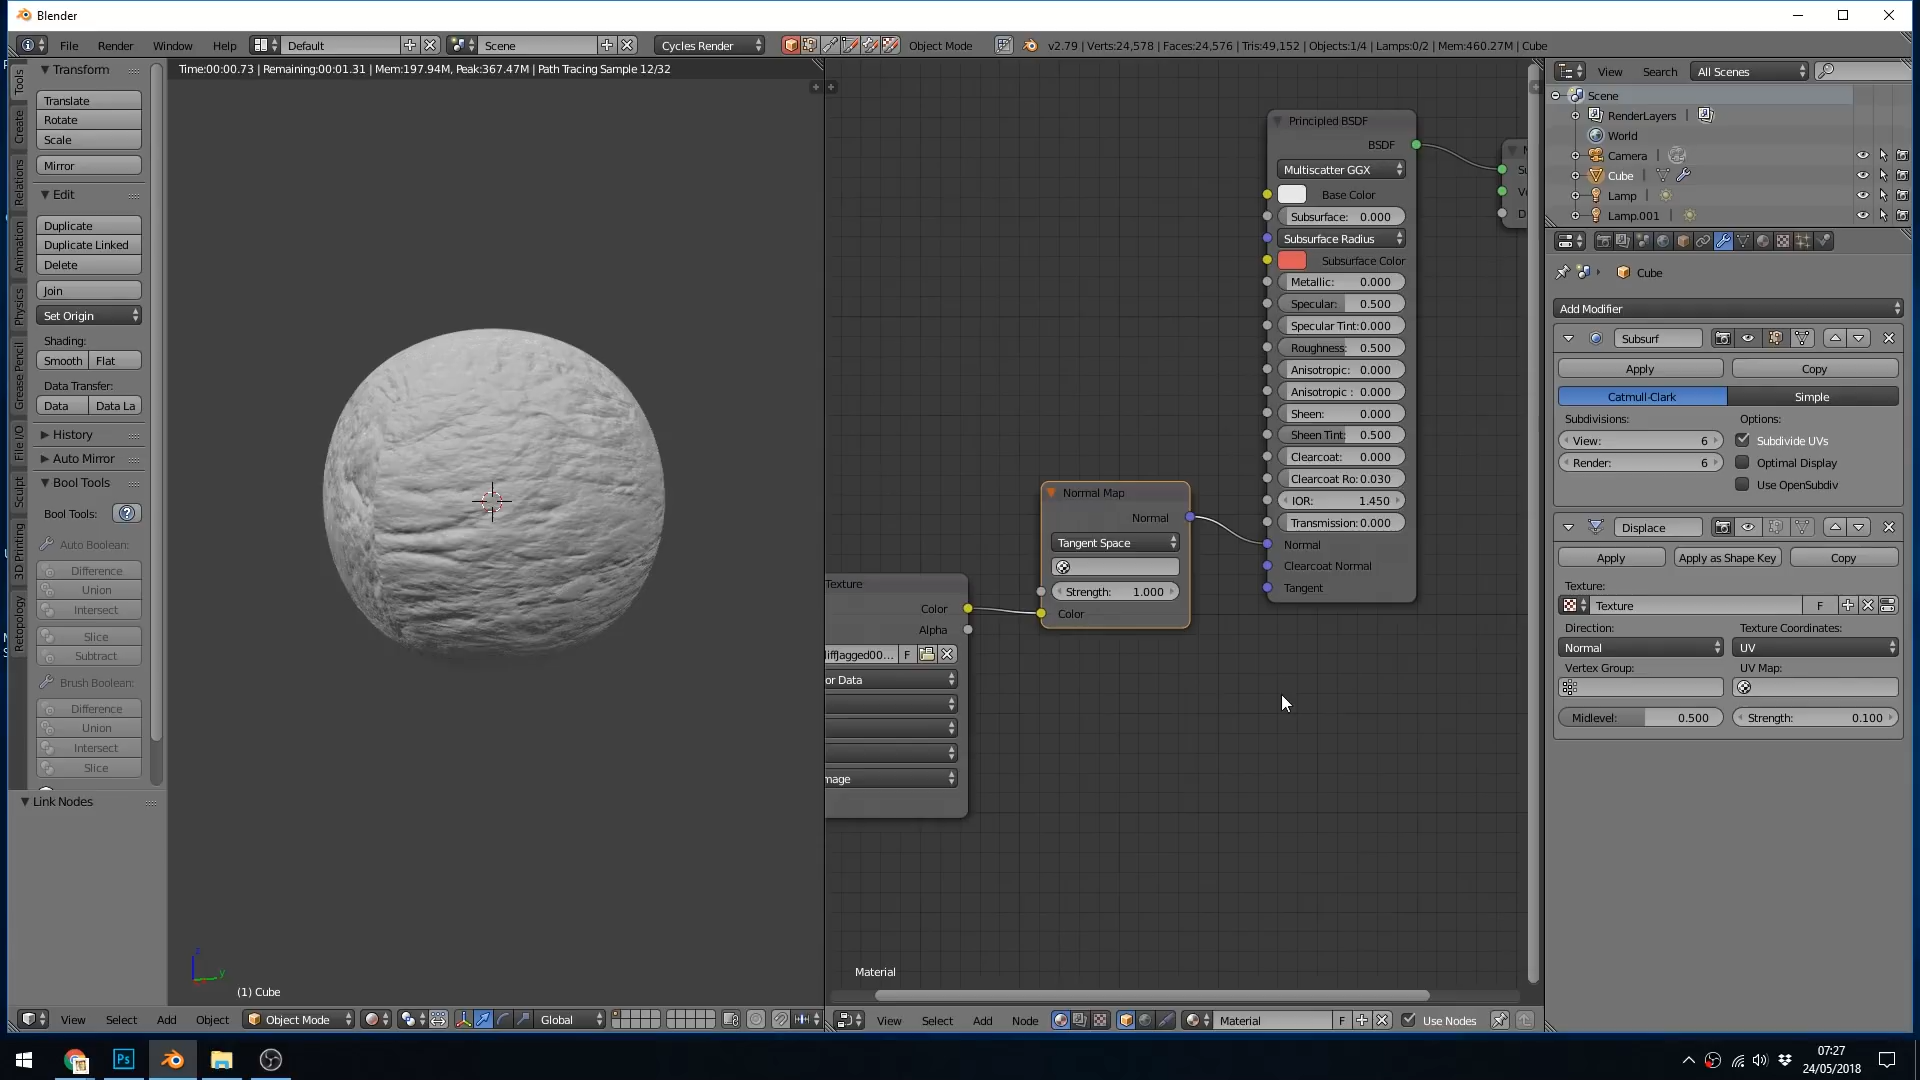 Blender
File Render Window Help Default Scene Cycles Render Object Mode v2.79 | Verts:24,578 | Faces:24,576 | Tris:49,152 | Objects:1/4 | Lamps:0/2 | Mem:460.27M | Cube
Time:00:00.73 | Remaining:00:01.31 | Mem:197.94M, Peak:367.47M | Path Tracing Sample 12/32
Tools
Create
Relations
Animation
Physics
Grease Pencil
File I/O
Sculpt
3D Printing
Retopology
Transform
Translate
Rotate
Scale
Mirror
Edit
Duplicate
Duplicate Linked
Delete
Join
Set Origin
Shading:
Smooth Flat
Data Transfer:
Data Data La
History
Auto Mirror
Bool Tools
Bool Tools: ?
Auto Boolean:
Difference
Union
Intersect
Slice
Subtract
Brush Boolean:
Difference
Union
Intersect
Slice
Link Nodes
z
y
(1) Cube
View Select Add Object Object Mode Global
Principled BSDF
BSDF
Multiscatter GGX
Base Color
Subsurface: 0.000
Subsurface Radius
Subsurface Color
Metallic: 0.000
Specular: 0.500
Specular Tint:0.000
Roughness: 0.500
Anisotropic: 0.000
Anisotropic : 0.000
Sheen: 0.000
Sheen Tint: 0.500
Clearcoat: 0.000
Clearcoat Ro: 0.030
IOR: 1.450
Transmission: 0.000
Normal
Clearcoat Normal
Tangent
Normal Map
Normal
Tangent Space
Strength: 1.000
Color
Texture
Color
Alpha
liffJagged00... F
or Data
mage
Su
D
Material
View Select Add Node Material F Use Nodes
View Search All Scenes
Scene
RenderLayers |
World
Camera |
Cube |
Lamp |
Lamp.001 |
Cube
Add Modifier
Subsurf
Apply Copy
Catmull-Clark Simple
Subdivisions: Options:
View: 6 Subdivide UVs
Render: 6 Optimal Display
Use OpenSubdiv
Displace
Apply Apply as Shape Key Copy
Texture:
Texture F
Direction: Texture Coordinates:
Normal UV
Vertex Group: UV Map:
Midlevel: 0.500 Strength: 0.100
Ps
07:27
24/05/2018